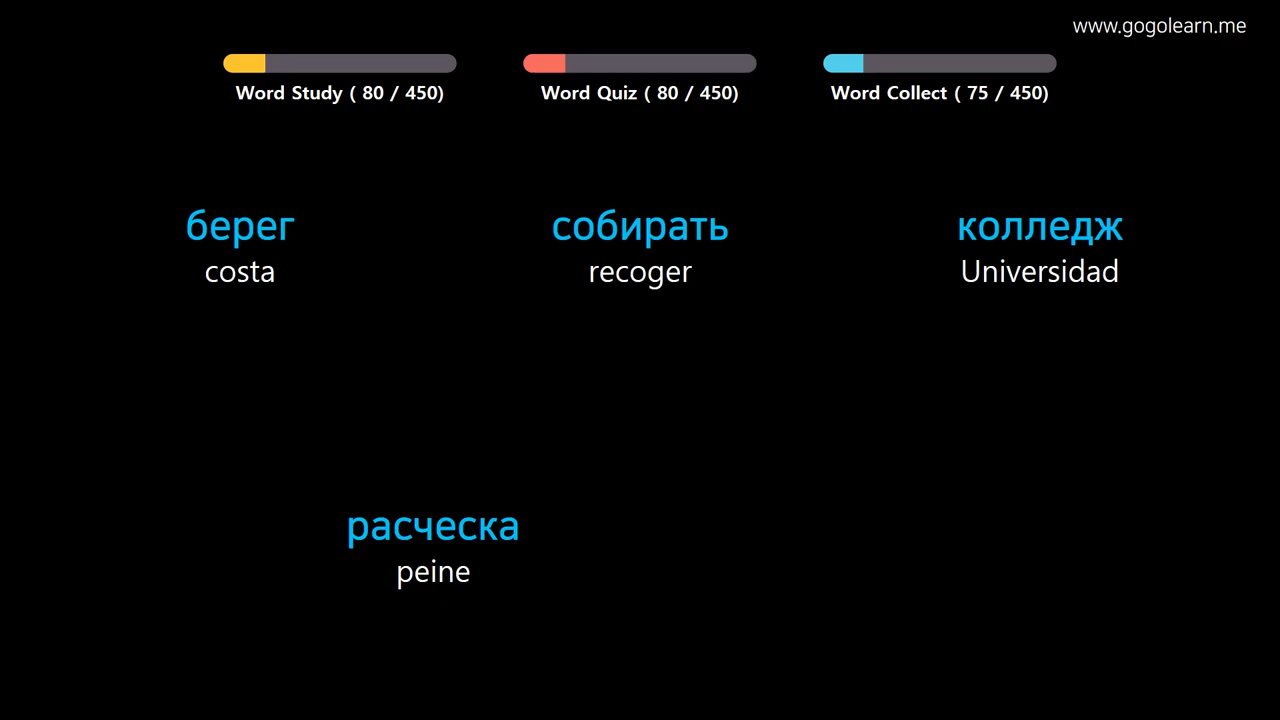 www.gogolearn.me
Word Study ( 80 / 450)
Word Quiz ( 80 / 450)
Word Collect ( 75 / 450)
берег
costa
собирать
recoger
колледж
Universidad
расческа
peine